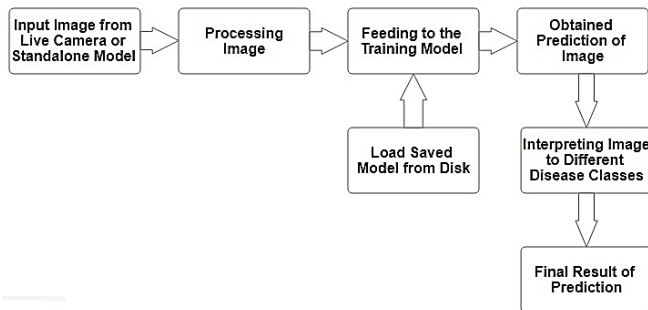 Input Image from
Live Camera or
Standalone Model
Processing
Image
Feeding to the
Training Model
Obtained
Prediction of
Image
Load Saved
Model from Disk
Interpreting Image
to Different
Disease Classes
Final Result of
Prediction